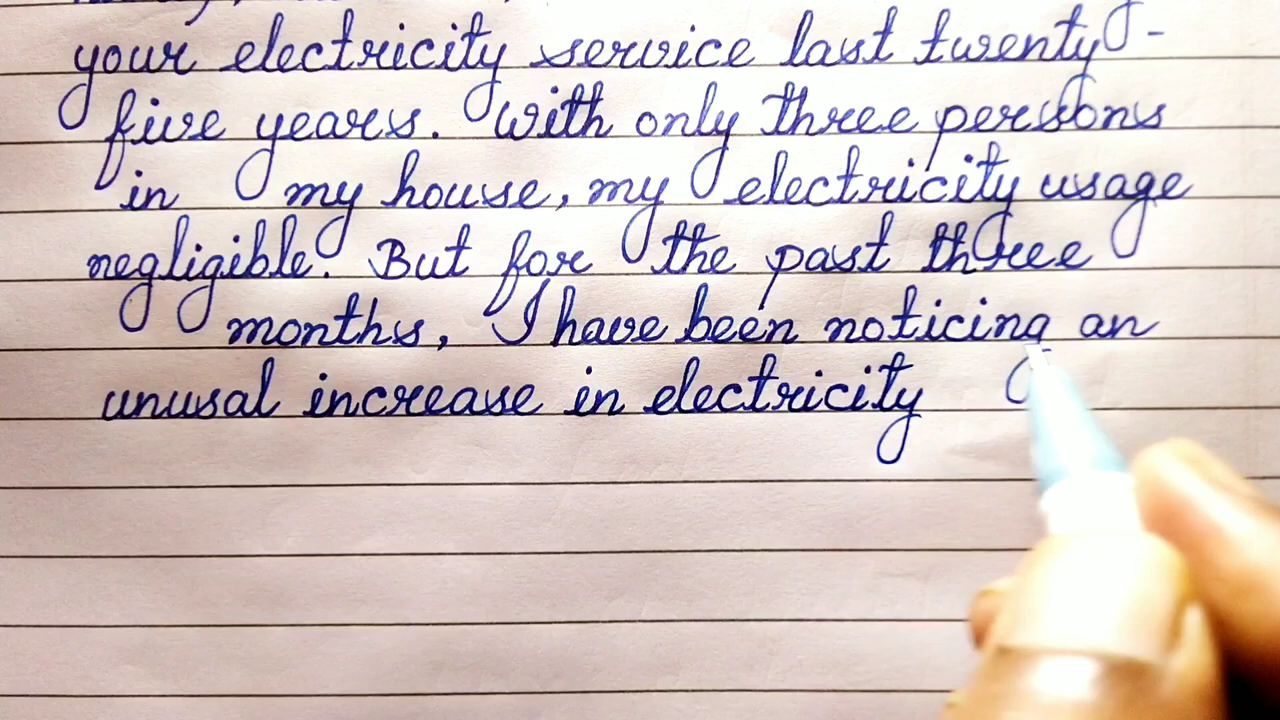 your electricity service last twenty-
five years. With only three persons
in my house, my electricity usage
negligible. But for the past three
months, I have been noticing an
unusal increase in electricity